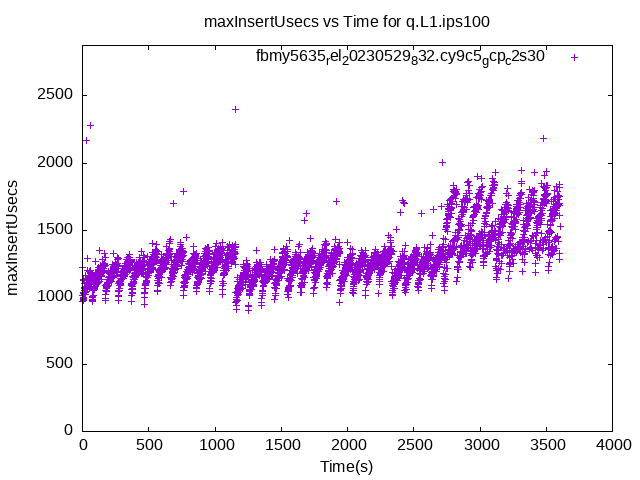 maxInsertUsecs vs Time for q.L1.ips100
fbmy5635rel20230529832.cy9c5gcpc2s30
maxInsertUsecs
2500
2000
1500
1000
500
0
0 500 1000 1500 2000 2500 3000 3500 4000
Time(s)